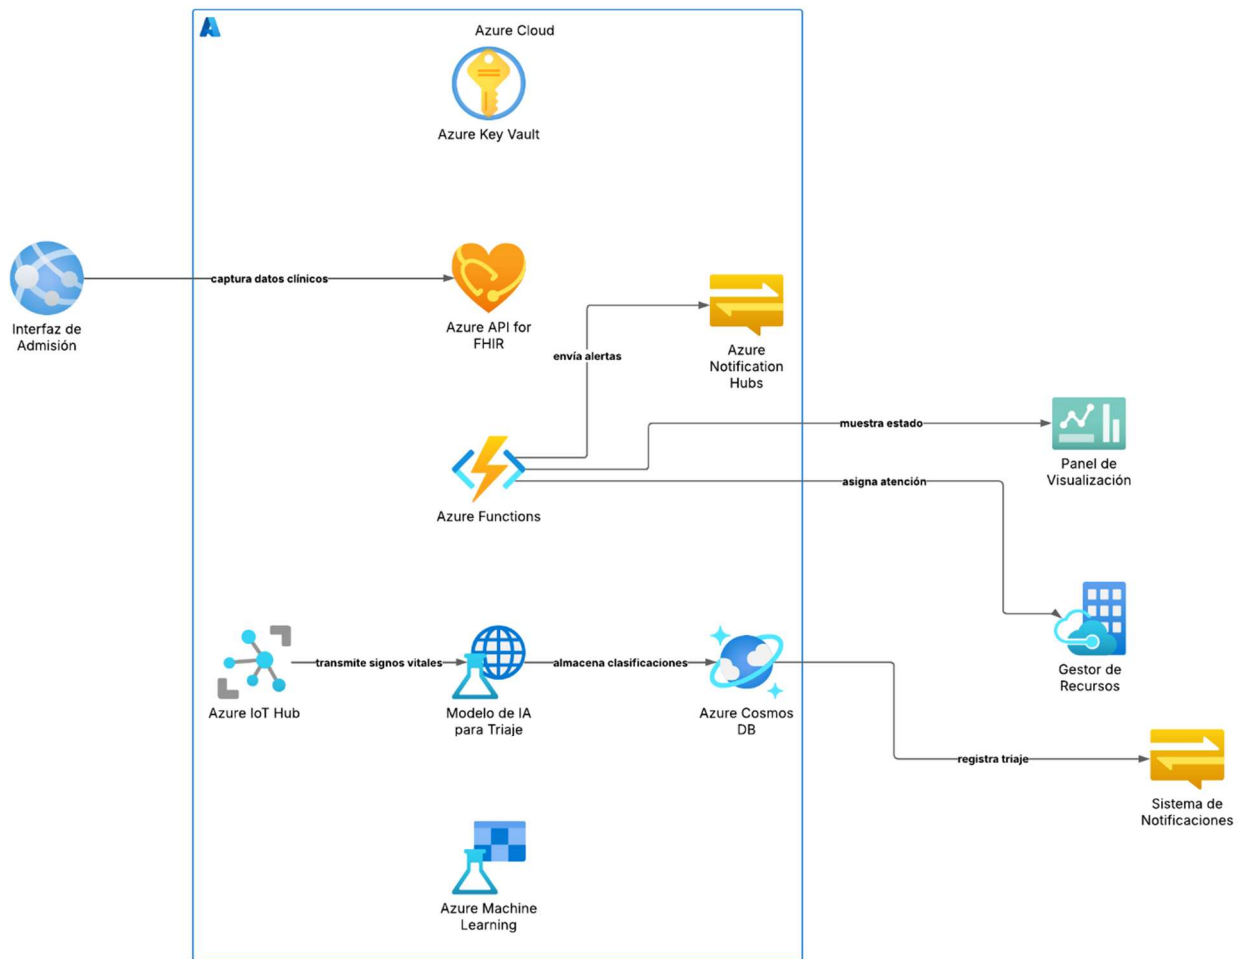 Azure Cloud
Azure Key Vault
captura datos clínicos
Interfaz de
Admisión
Azure API for
FHIR
envía alertas
Azure
Notification
Hubs
muestra estado
Panel de
Visualización
asigna atención
Azure Functions
transmite signos vitales
almacena clasificaciones
Azure IoT Hub
Modelo de IA
para Triaje
Azure Cosmos
DB
Gestor de
Recursos
registra triaje
Sistema de
Notificaciones
Azure Machine
Learning